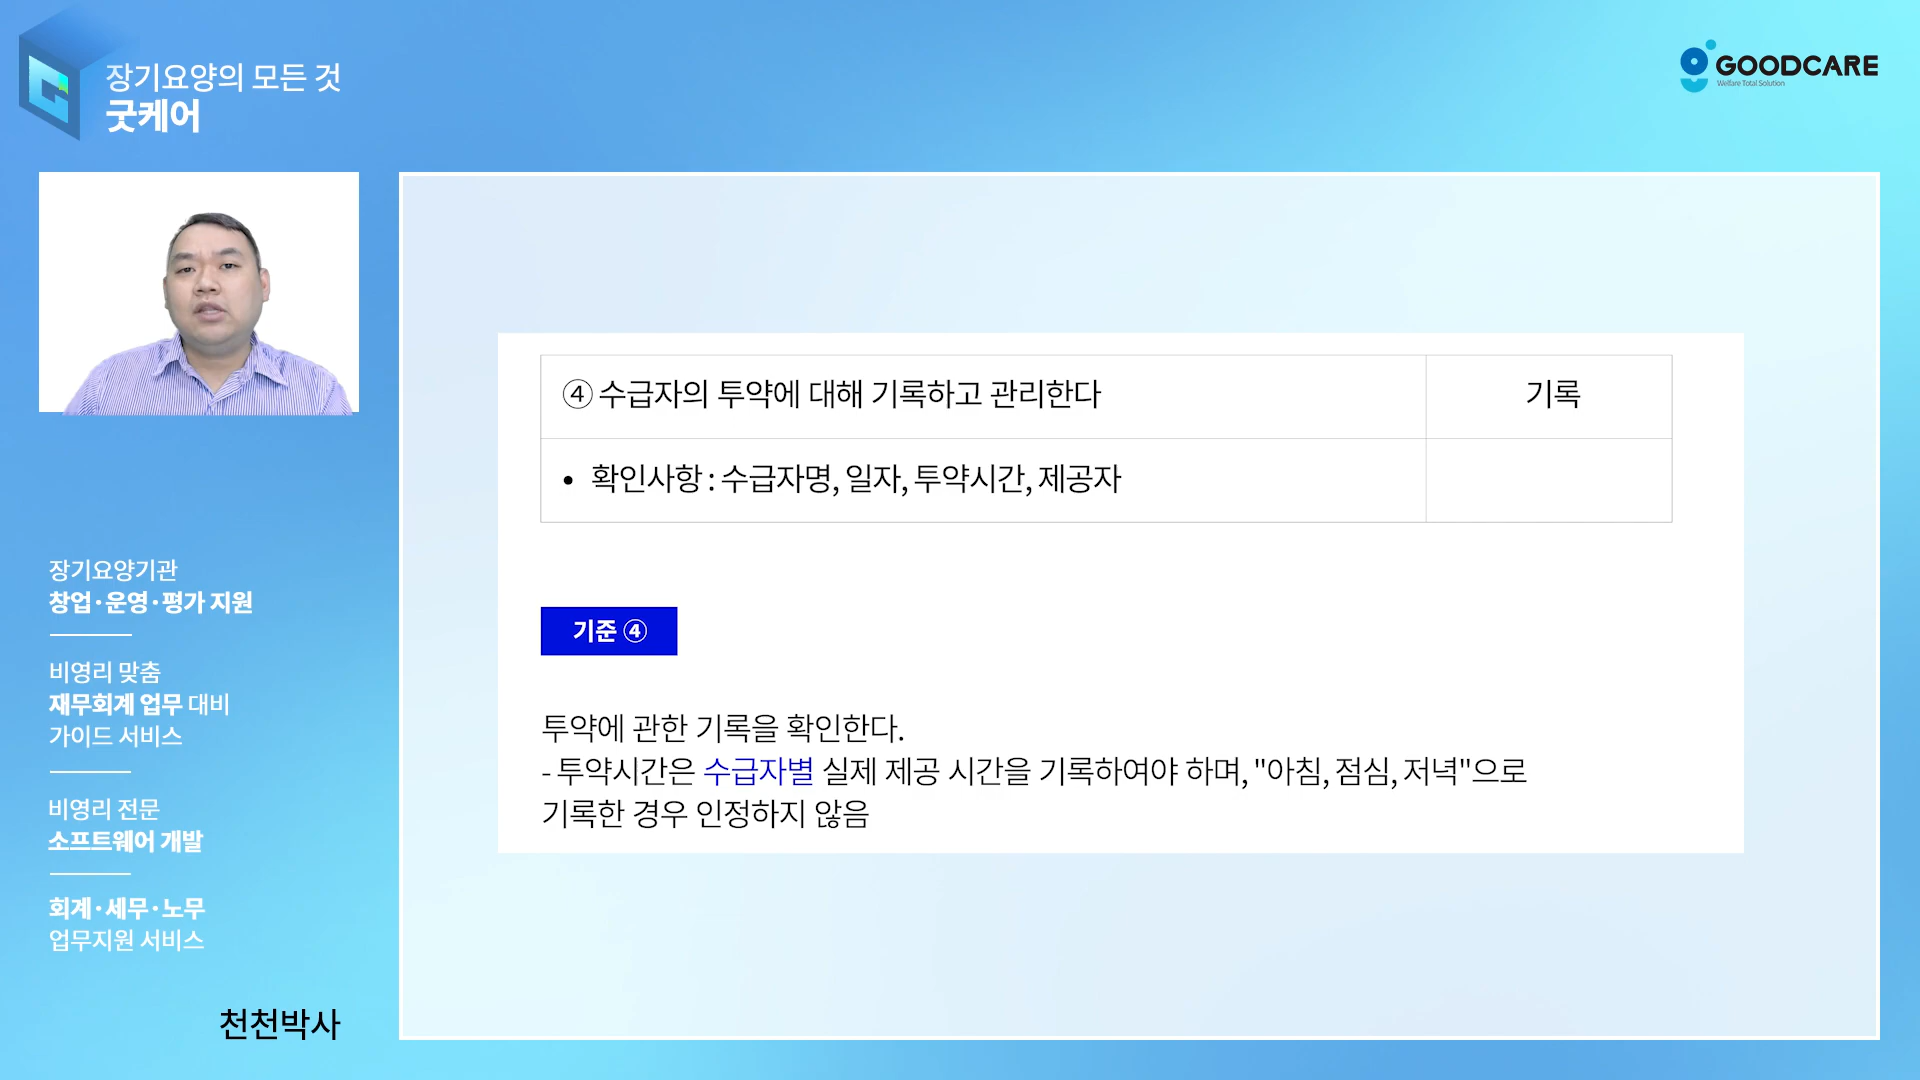 장기요양의 모든 것
굿케어
GOODCARE
Welfare Total Solution
④ 수급자의 투약에 대해 기록하고 관리한다
기록
• 확인사항 : 수급자명, 일자, 투약시간, 제공자
기준 ④
투약에 관한 기록을 확인한다.
- 투약시간은 수급자별 실제 제공 시간을 기록하여야 하며, "아침, 점심, 저녁"으로
기록한 경우 인정하지 않음
장기요양기관
창업·운영·평가 지원
비영리 맞춤
재무회계 업무 대비
가이드 서비스
비영리 전문
소프트웨어 개발
회계·세무·노무
업무지원 서비스
천천박사